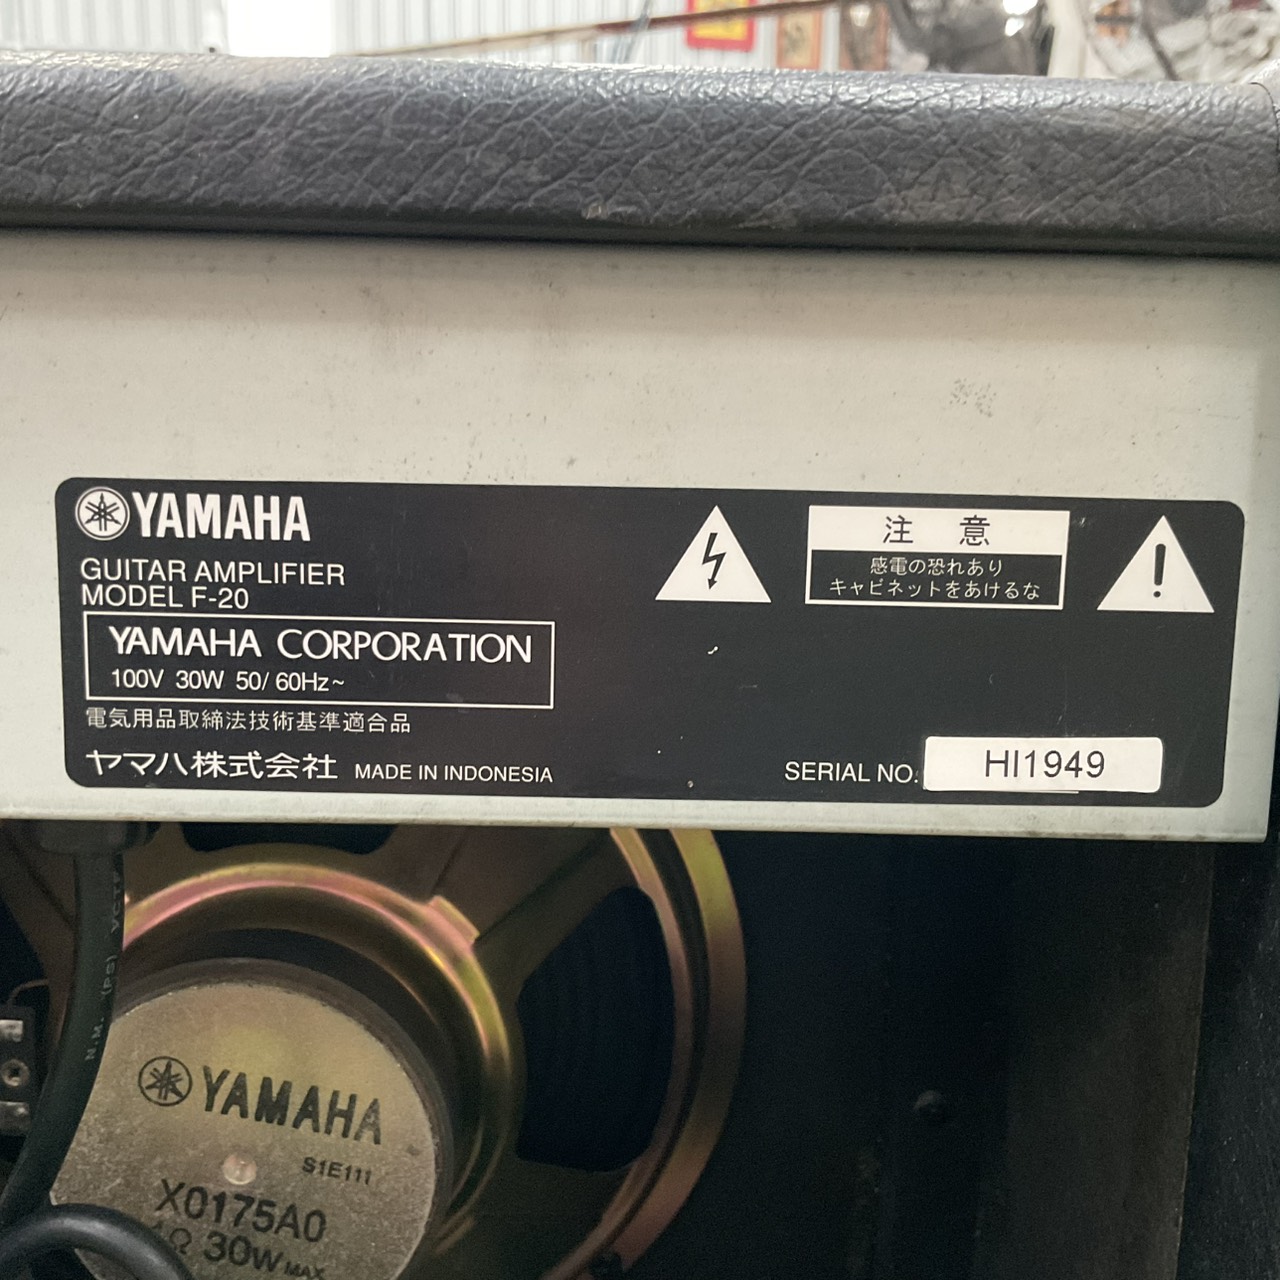 YAMAHA
GUITAR AMPLIFIER
MODEL F-20
YAMAHA CORPORATION
100V 30W 50/60Hz~
電気用品取締法技術基準適合品
ヤマハ株式会社 MADE IN INDONESIA
注 意
感電の恐れあり
キャビネットをあけるな
SERIAL NO. HI1949
N.M. (PS) VCTF
YAMAHA
S1E111
X0175A0
Ω 30W MAX